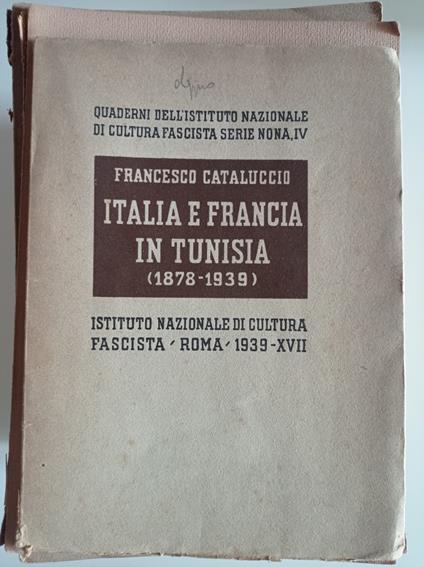 QUADERNI DELL'ISTITUTO NAZIONALE
DI CULTURA FASCISTA SERIE NONA, IV
FRANCESCO CATALUCCIO
ITALIA E FRANCIA
IN TUNISIA
(1878-1939)
ISTITUTO NAZIONALE DI CULTURA
FASCISTA - ROMA - 1939-XVII